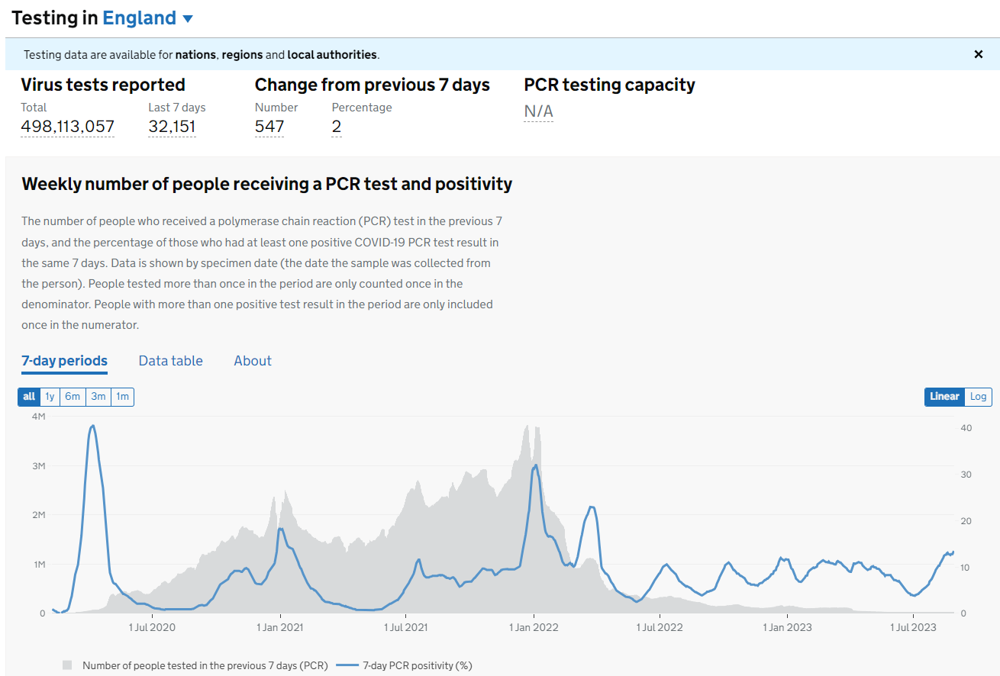 Testing in England
Testing data are available for nations, regions and local authorities.
Virus tests reported
Total
498,113,057
Last 7 days
32,151
Change from previous 7 days
Number
547
Percentage
2
PCR testing capacity
N/A
Weekly number of people receiving a PCR test and positivity
The number of people who received a polymerase chain reaction (PCR) test in the previous 7
days, and the percentage of those who had at least one positive COVID-19 PCR test result in
the same 7 days. Data is shown by specimen date (the date the sample was collected from
the person). People tested more than once in the period are only counted once in the
denominator. People with more than one positive test result in the period are only included
once in the numerator.
7-day periods Data table About
all 1y 6m 3m 1m
Linear Log
4M
3M
2M
1M
0
40
30
20
10
0
1 Jul 2020 1 Jan 2021 1 Jul 2021 1 Jan 2022 1 Jul 2022 1 Jan 2023 1 Jul 2023
Number of people tested in the previous 7 days (PCR) 7-day PCR positivity (%)